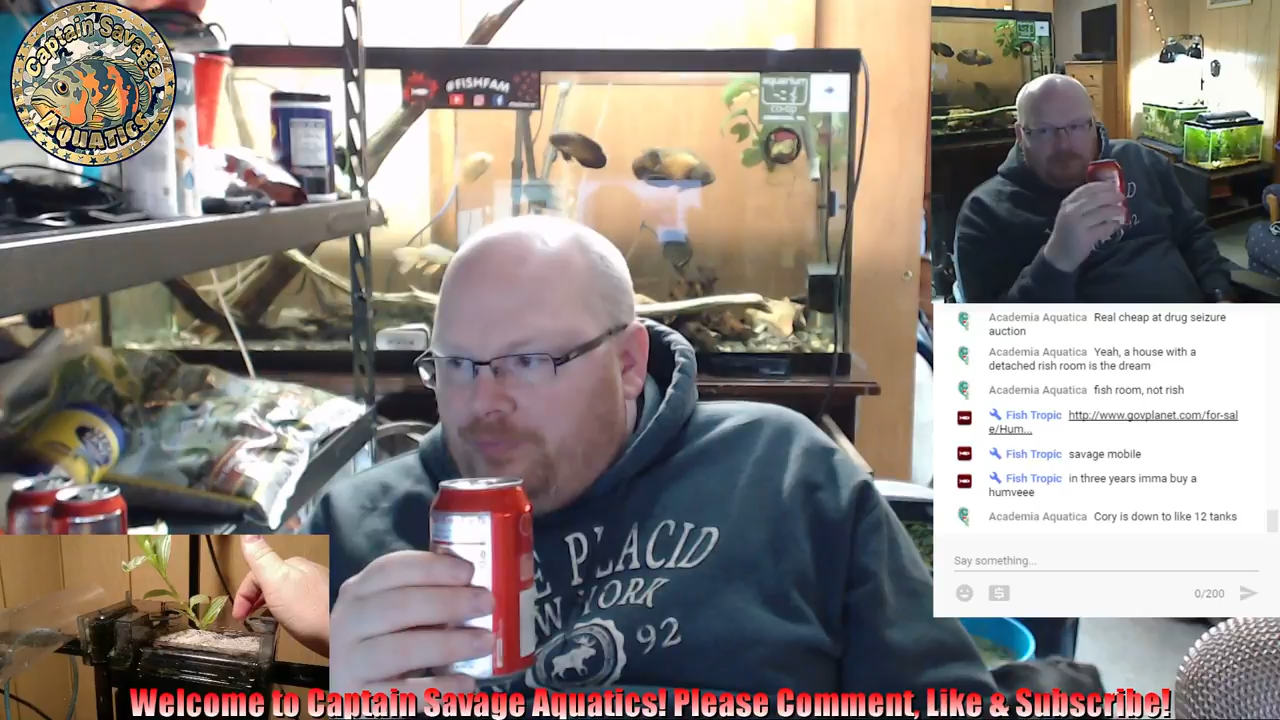 Captain Savage
AQUATICS
#FISHFAM
aquarium
co-op
PLACID
NEW YORK
92
Academia Aquatica Real cheap at drug seizure
auction
Academia Aquatica Yeah, a house with a
detached rish room is the dream
Academia Aquatica fish room, not rish
Fish Tropic http://www.govplanet.com/for-sal
e/Hum...
Fish Tropic savage mobile
Fish Tropic in three years imma buy a
humveee
Academia Aquatica Cory is down to like 12 tanks
Say something...
0/200
Welcome to Captain Savage Aquatics! Please Comment, Like & Subscribe!